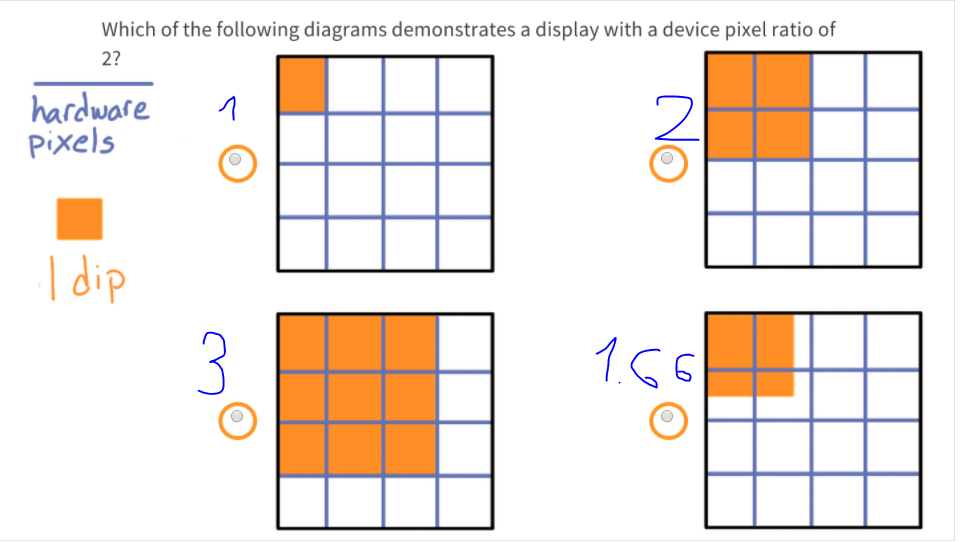 Which of the following diagrams demonstrates a display with a device pixel ratio of
2?
hardware
pixels
1 dip
1
2
3
1.66